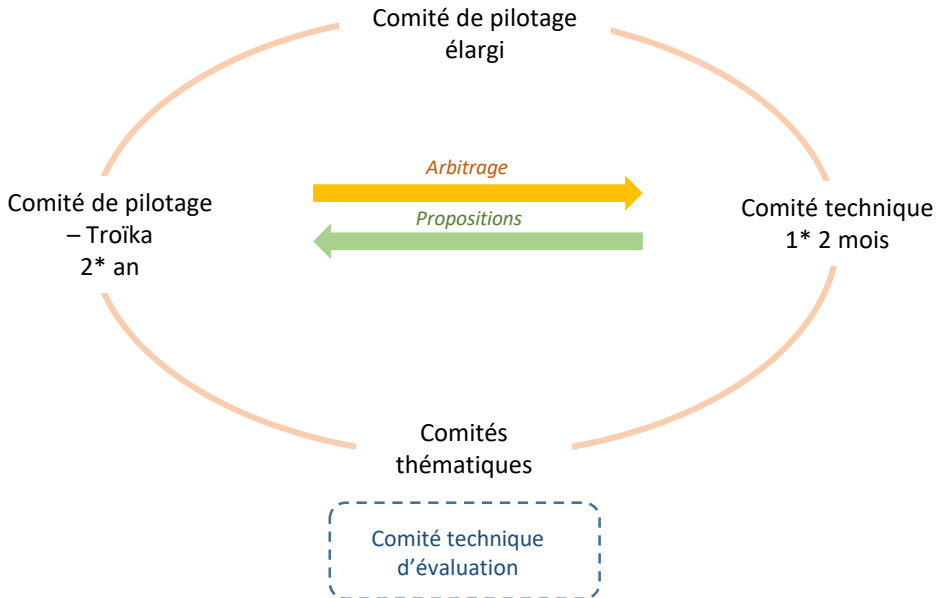 Comité de pilotage
élargi
Arbitrage
Comité de pilotage
– Troïka
2* an
Propositions
Comité technique
1* 2 mois
Comités
thématiques
Comité technique
d’évaluation